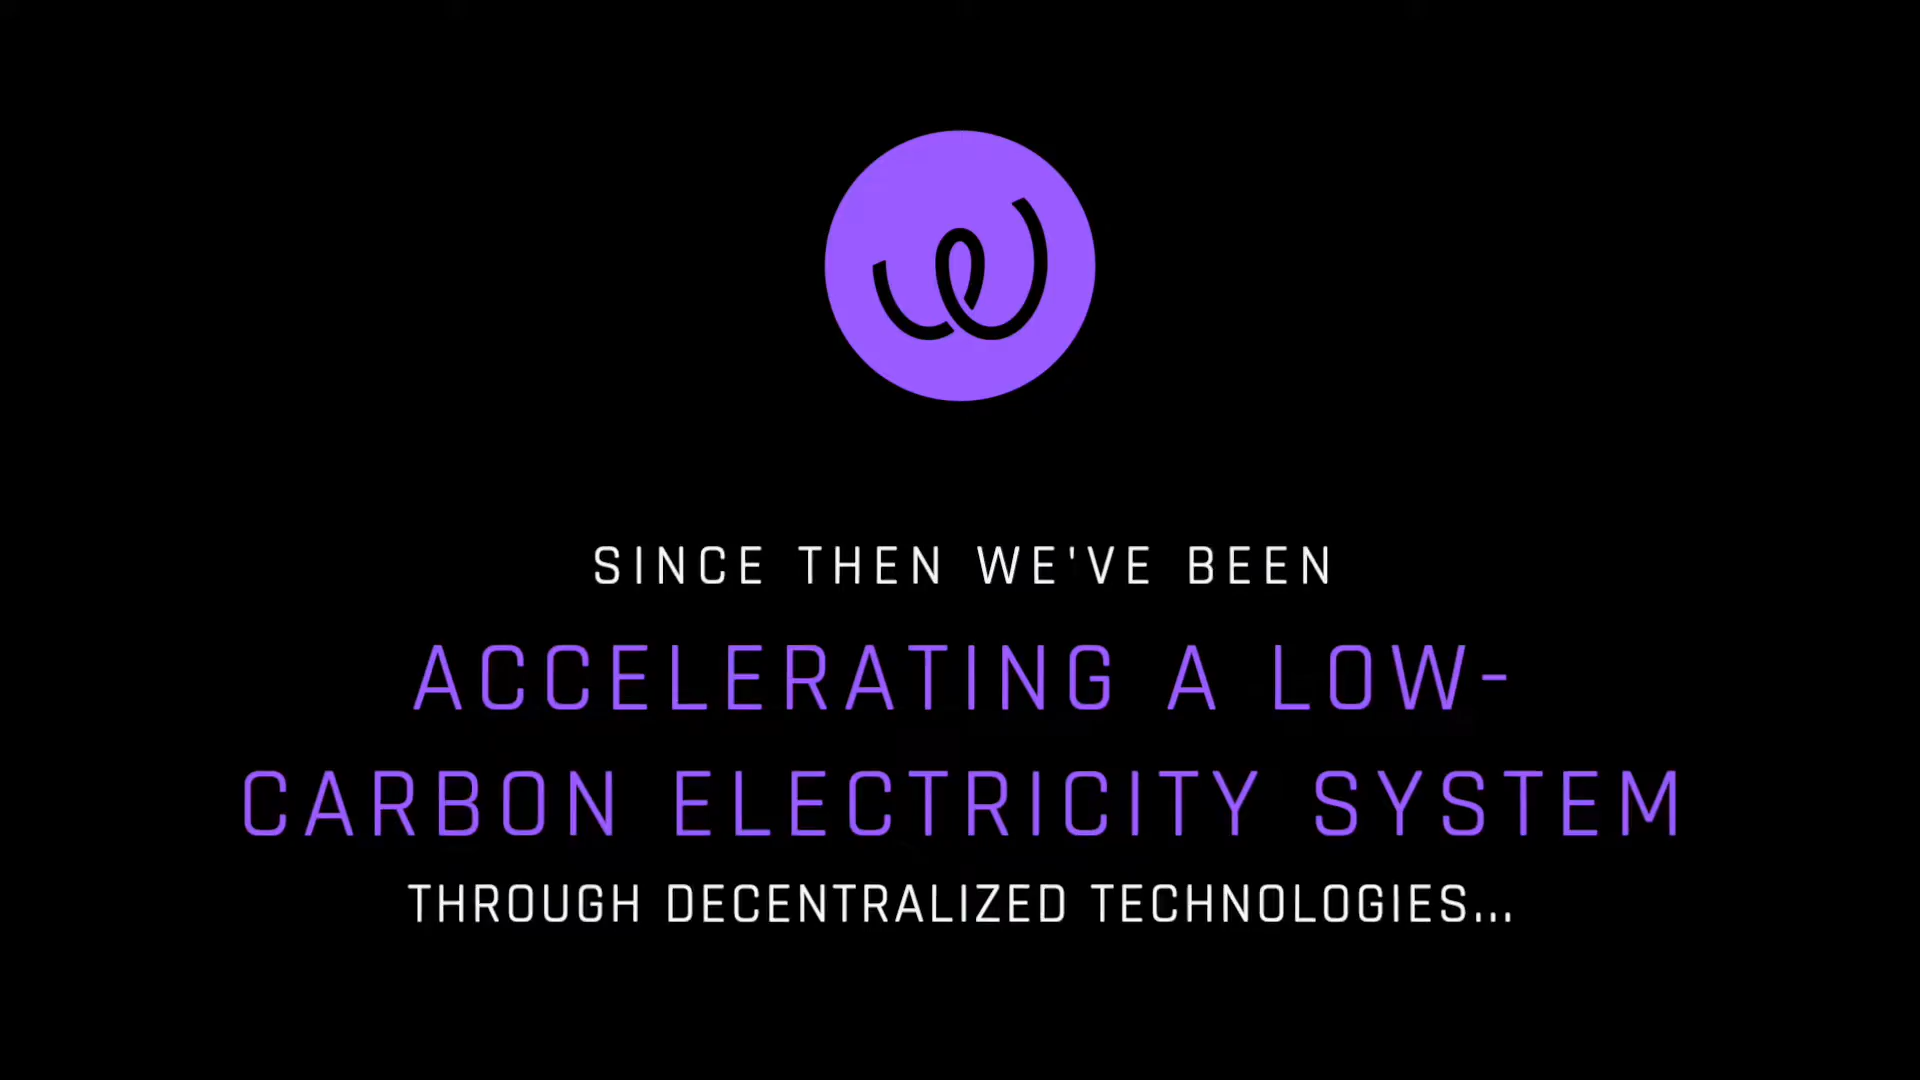 SINCE THEN WE'VE BEEN
ACCELERATING A LOW-
CARBON ELECTRICITY SYSTEM
THROUGH DECENTRALIZED TECHNOLOGIES...